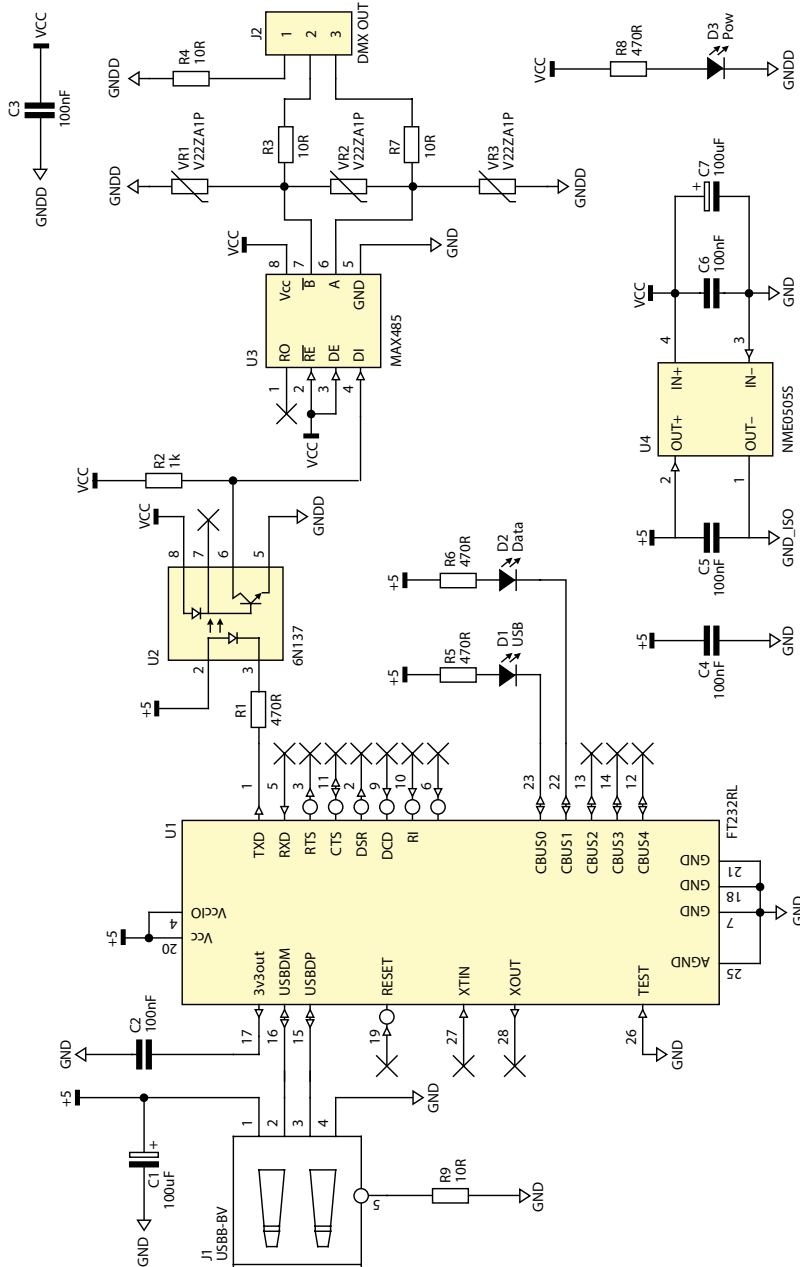 J1
USBB-BV
1
2
3
4
5
C1
100uF
+
GND
+5
GND
R9
10R
GND
C2
100nF
GND
U1
FT232RL
+5
20
Vcc
4
VccIO
17
3v3out
16
USBDM
15
USBDP
19
RESET
27
XTIN
28
XOUT
26
TEST
GND
TXD
1
RXD
5
RTS
3
CTS
11
DSR
2
DCD
9
RI
10
6
CBUS0
23
CBUS1
22
CBUS2
13
CBUS3
14
CBUS4
12
AGND
GND
GND
GND
25
7
18
21
GND
R1
470R
+5
U2
6N137
2
3
8
7
6
5
VCC
GNDD
VCC
R2
1k
+5
R5
470R
D1
USB
+5
R6
470R
D2
Data
U3
MAX485
1
RO
2
RE
3
DE
4
DI
VCC
Vcc
8
B
7
A
6
GND
5
VCC
GND
GNDD
VR1
V22ZA1P
VR2
V22ZA1P
VR3
V22ZA1P
GNDD
R3
10R
R7
10R
R4
10R
GNDD
J2
DMX OUT
1
2
3
C3
100nF
GNDD
VCC
+5
C4
100nF
GND
+5
C5
100nF
GND_ISO
U4
NME0505S
2
OUT+
1
OUT–
IN+
4
IN–
3
VCC
C6
100nF
GND
+
C7
100uF
VCC
R8
470R
D3
Pow
GNDD